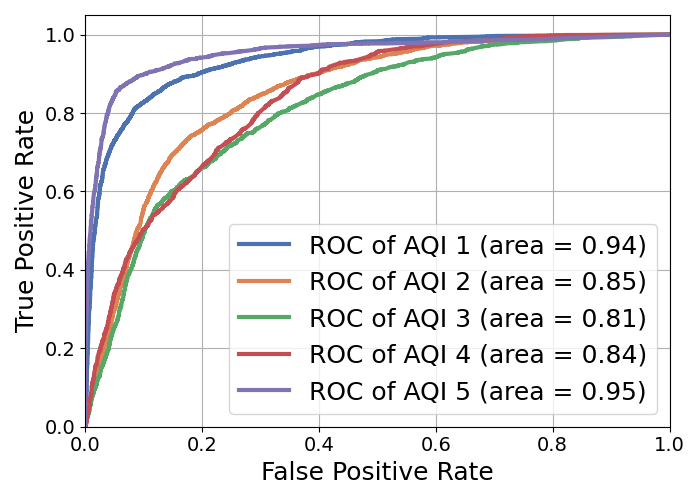 True Positive Rate
1.0
0.8
0.6
0.4
0.2
0.0
ROC of AQI 1 (area = 0.94)
ROC of AQI 2 (area = 0.85)
ROC of AQI 3 (area = 0.81)
ROC of AQI 4 (area = 0.84)
ROC of AQI 5 (area = 0.95)
0.0 0.2 0.4 0.6 0.8 1.0
False Positive Rate